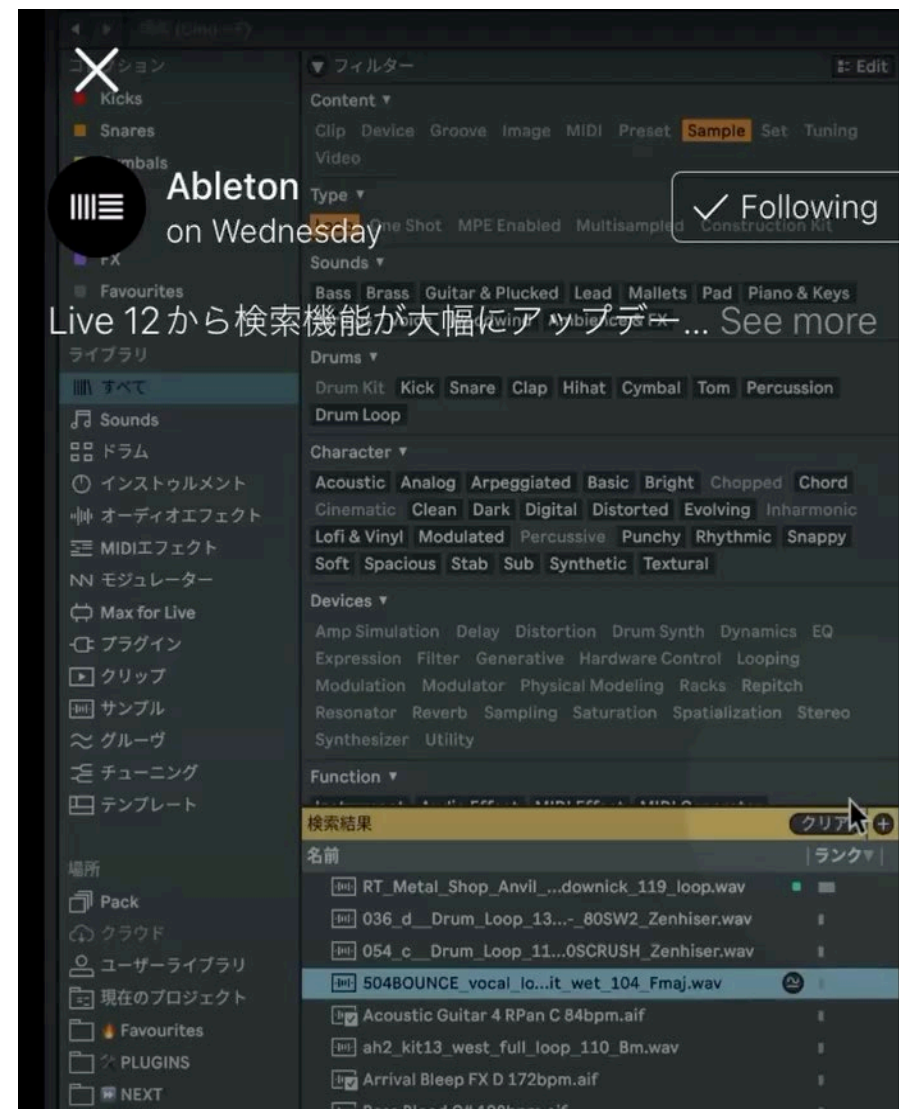 コレクション
Kicks
Snares
Ableton
on Wednesday
Following
FX
Favourites
Live 12から検索機能が大幅にアップデー... See more
ライブラリ
すべて
Sounds
ドラム
インストゥルメント
オーディオエフェクト
MIDIエフェクト
モジュレーター
Max for Live
プラグイン
クリップ
サンプル
グルーヴ
チューニング
テンプレート
場所
Pack
クラウド
ユーザーライブラリ
現在のプロジェクト
Favourites
PLUGINS
NEXT
フィルター
Edit
Content
Clip Device Groove Image MIDI Preset Sample Set Tuning
Video
Type
One Shot MPE Enabled Multisampled Construction Kit
Sounds
Bass Brass Guitar & Plucked Lead Mallets Pad Piano & Keys
Ambience & FX
Drums
Drum Kit Kick Snare Clap Hihat Cymbal Tom Percussion
Drum Loop
Character
Acoustic Analog Arpeggiated Basic Bright Chopped Chord
Cinematic Clean Dark Digital Distorted Evolving Inharmonic
Lofi & Vinyl Modulated Percussive Punchy Rhythmic Snappy
Soft Spacious Stab Sub Synthetic Textural
Devices
Amp Simulation Delay Distortion Drum Synth Dynamics EQ
Expression Filter Generative Hardware Control Looping
Modulation Modulator Physical Modeling Racks Repitch
Resonator Reverb Sampling Saturation Spatialization Stereo
Synthesizer Utility
Function
検索結果
クリア
名前
ランク
RT_Metal_Shop_Anvil_...downick_119_loop.wav
036_d__Drum_Loop_13...-_80SW2_Zenhiser.wav
054_c__Drum_Loop_11...0SCRUSH_Zenhiser.wav
504BOUNCE_vocal_lo...it_wet_104_Fmaj.wav
Acoustic Guitar 4 RPan C 84bpm.aif
ah2_kit13_west_full_loop_110_Bm.wav
Arrival Bleep FX D 172bpm.aif